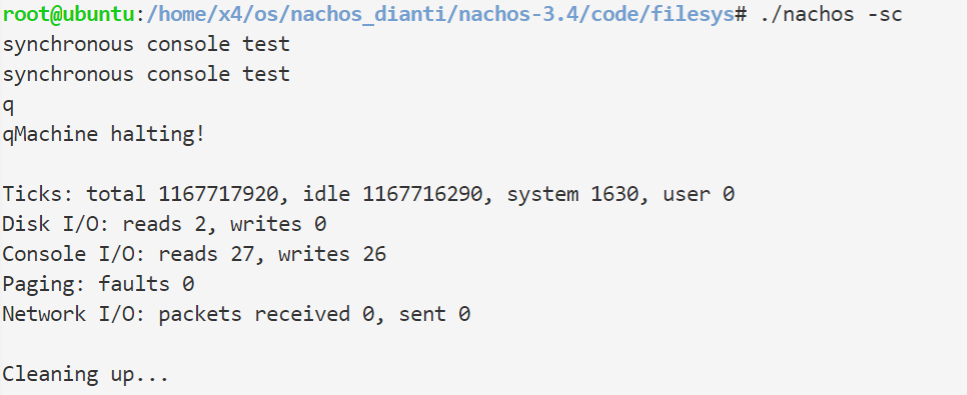 root@ubuntu:/home/x4/os/nachos_dianti/nachos-3.4/code/filesys# ./nachos -sc
synchronous console test
synchronous console test
q
qMachine halting!
Ticks: total 1167717920, idle 1167716290, system 1630, user 0
Disk I/O: reads 2, writes 0
Console I/O: reads 27, writes 26
Paging: faults 0
Network I/O: packets received 0, sent 0
Cleaning up...